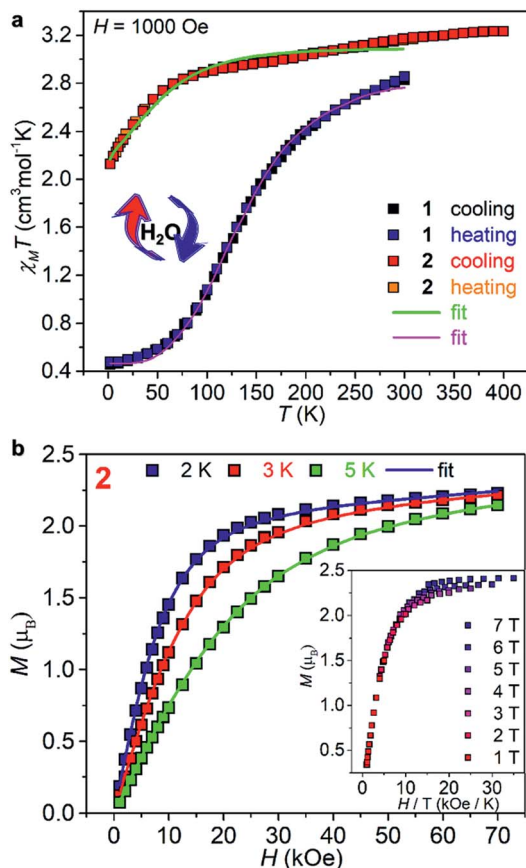 a
H = 1000 Oe
3.2
2.8
2.4
2.0
1.6
1.2
0.8
0.4
χMT (cm³mol⁻¹K)
H₂O
1 cooling
1 heating
2 cooling
2 heating
fit
fit
0 50 100 150 200 250 300 350 400
T (K)
b
2
2 K 3 K 5 K fit
2.5
2.0
1.5
1.0
0.5
0.0
M (μB)
0 10 20 30 40 50 60 70
H (kOe)
2.5
2.0
1.5
1.0
0.5
M (μB)
7 T
6 T
5 T
4 T
3 T
2 T
1 T
0 10 20 30
H / T (kOe / K)